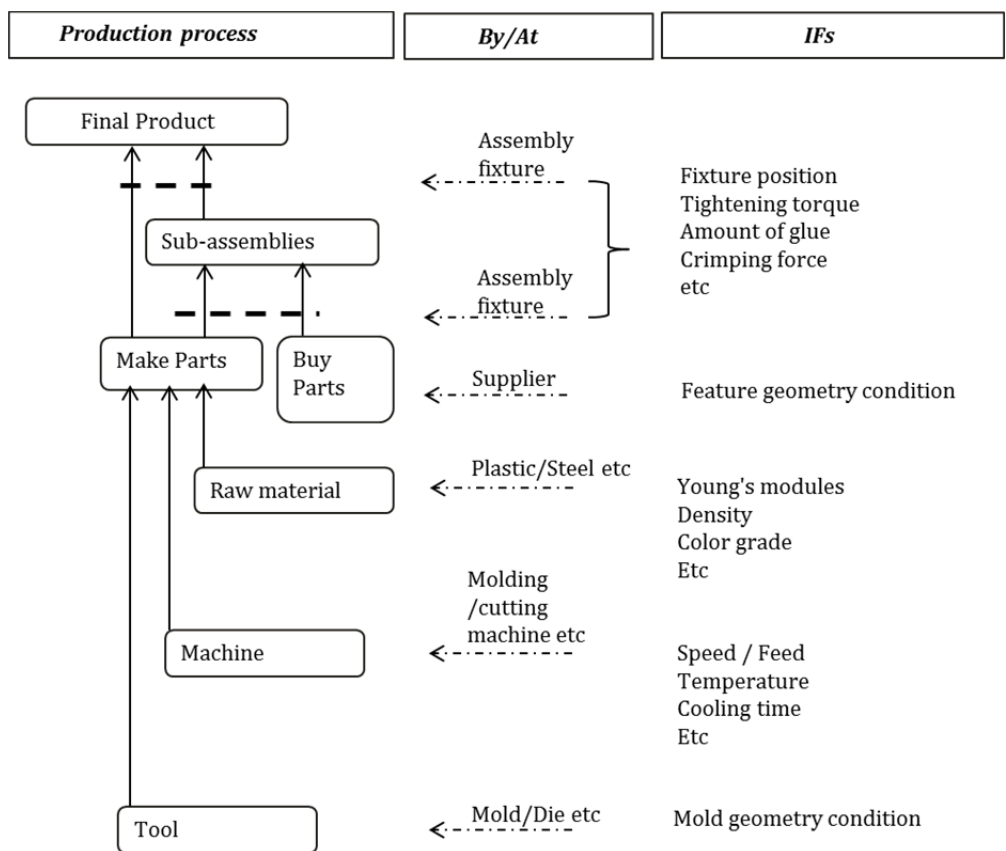 Production process
By/At
IFs
Final Product
Assembly
fixture
Fixture position
Tightening torque
Amount of glue
Crimping force
etc
Sub-assemblies
Assembly
fixture
Make Parts
Buy
Parts
Supplier
Feature geometry condition
Raw material
Plastic/Steel etc
Young's modules
Density
Color grade
Etc
Molding
/cutting
machine etc
Machine
Speed / Feed
Temperature
Cooling time
Etc
Tool
Mold/Die etc
Mold geometry condition